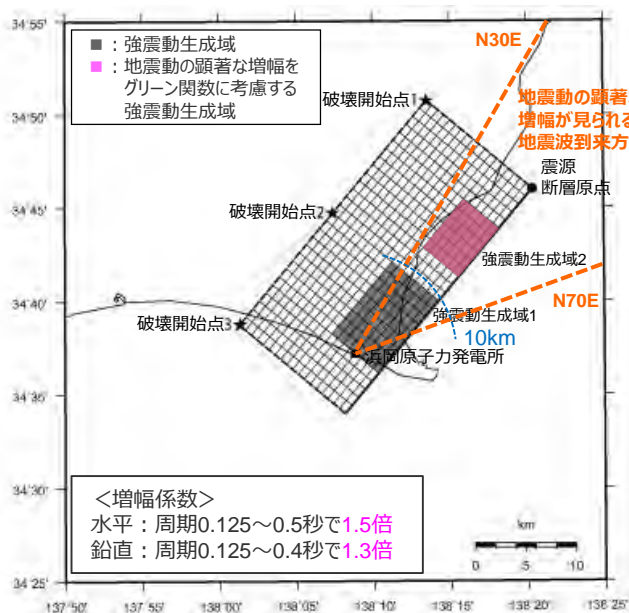 34°55'
■：強震動生成域
■：地震動の顕著な増幅を
グリーン関数に考慮する
強震動生成域
N30E
地震動の顕著
増幅が見られる
地震波到来方
34°50'
破壊開始点1
震源
断層原点
34°45'
破壊開始点2
強震動生成域2
N70E
34°40'
破壊開始点3
強震動生成域1
10km
浜岡原子力発電所
34°35'
34°30'
＜増幅係数＞
水平：周期0.125～0.5秒で1.5倍
鉛直：周期0.125～0.4秒で1.3倍
km
0 5 10
34°25'
137°50' 137°55' 138°00' 138°05' 138°10' 138°15' 138°20' 138°25'